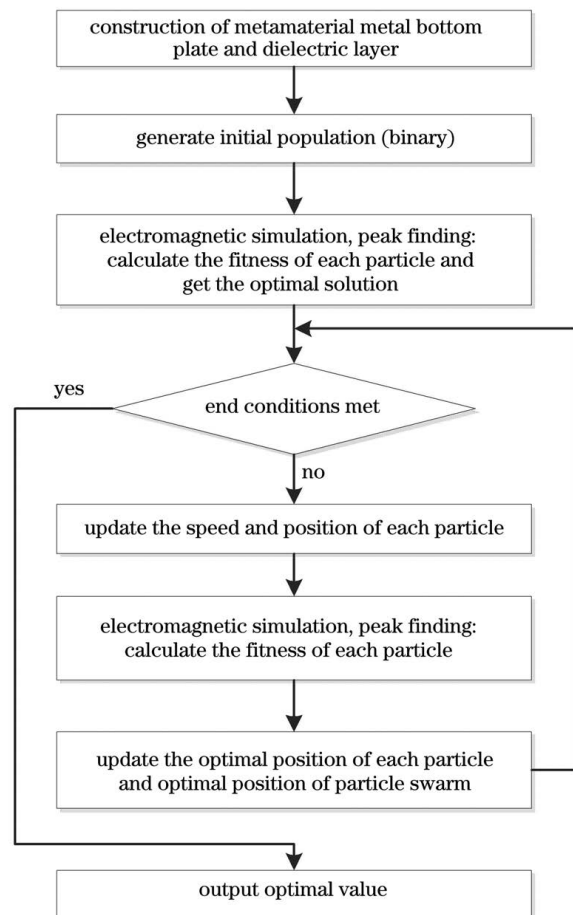 construction of metamaterial metal bottom
plate and dielectric layer
generate initial population (binary)
electromagnetic simulation, peak finding:
calculate the fitness of each particle and
get the optimal solution
yes
end conditions met
no
update the speed and position of each particle
electromagnetic simulation, peak finding:
calculate the fitness of each particle
update the optimal position of each particle
and optimal position of particle swarm
output optimal value